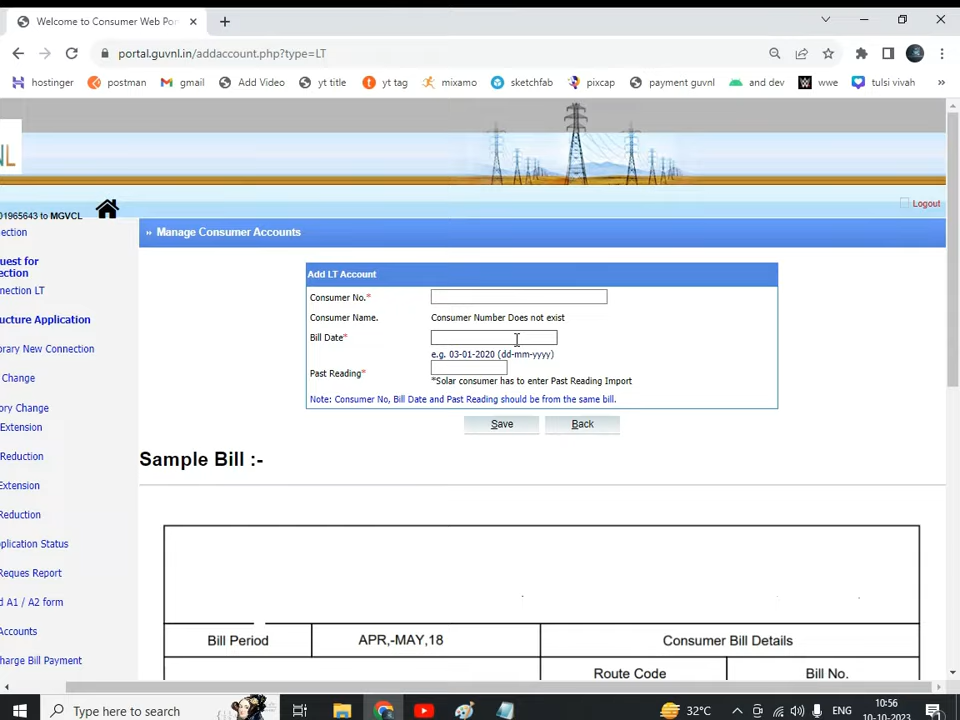 Welcome to Consumer Web Por
portal.guvnl.in/addaccount.php?type=LT
hostinger postman gmail Add Video yt title yt tag mixamo sketchfab pixcap payment guvnl and dev wwe tulsi vivah »
NL
01965643 to MGVCL
Logout
ection
uest for
ection
nnection LT
ucture Application
orary New Connection
Change
ory Change
Extension
Reduction
Extension
Reduction
pplication Status
Reques Report
d A1 / A2 form
Accounts
harge Bill Payment
» Manage Consumer Accounts
Add LT Account
Consumer No.*
Consumer Name. Consumer Number Does not exist
Bill Date*
e.g. 03-01-2020 (dd-mm-yyyy)
Past Reading*
*Solar consumer has to enter Past Reading Import
Note: Consumer No, Bill Date and Past Reading should be from the same bill.
Save Back
Sample Bill :-
Bill Period APR,-MAY,18 Consumer Bill Details
Route Code Bill No.
Type here to search
32°C ENG 10:56
10-10-2023